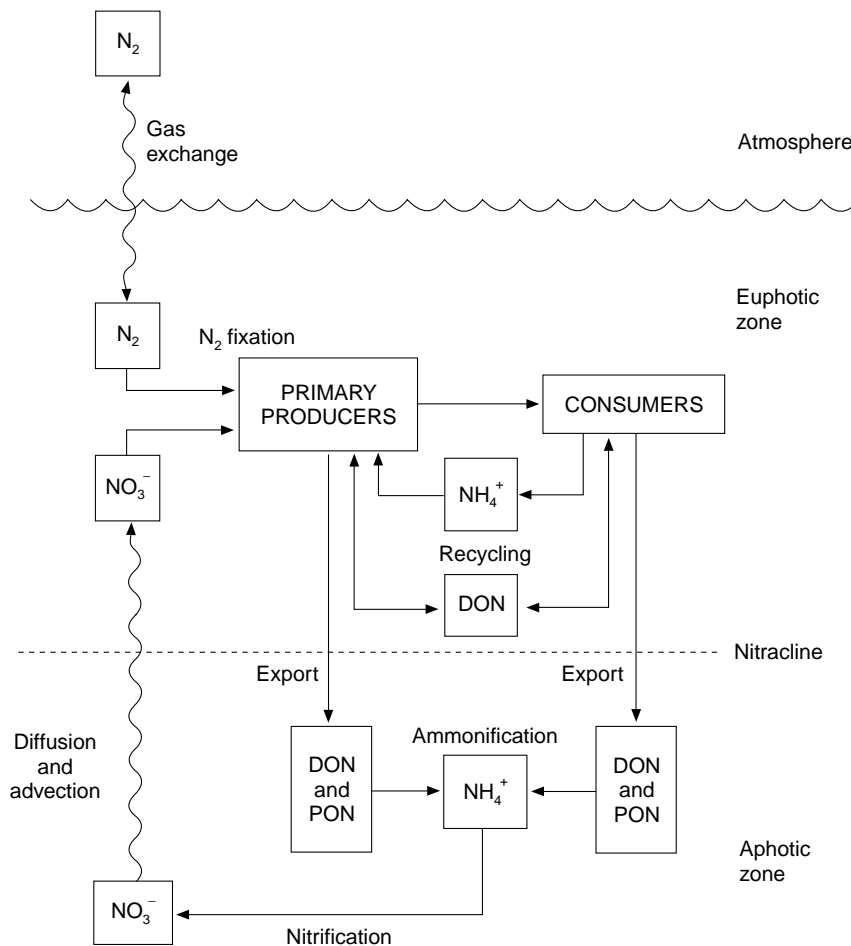 N₂
Gas
exchange
Atmosphere
Euphotic
zone
N₂
N₂ fixation
PRIMARY
PRODUCERS
CONSUMERS
NO₃⁻
NH₄⁺
Recycling
DON
Nitracline
Export
Export
Diffusion
and
advection
Ammonification
DON
and
PON
NH₄⁺
DON
and
PON
Aphotic
zone
NO₃⁻
Nitrification